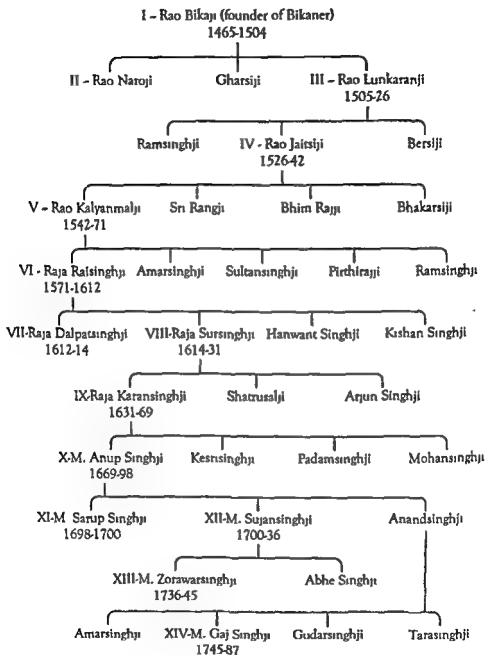 I – Rao Bikaji (founder of Bikaner)
1465-1504
II – Rao Naroji Gharsiji III – Rao Lunkaranji
1505-26
Ramsinghji IV - Rao Jaitsiji Bersiji
1526-42
V – Rao Kalyanmalji Sri Rangji Bhim Rajji Bhakarsiji
1542-71
VI - Raja Raisinghji Amarsinghji Sultansinghji Pirthirajji Ramsinghji
1571-1612
VII-Raja Dalpatsinghji VIII-Raja Sursinghji Hanwant Singhji Kishan Singhji
1612-14 1614-31
IX-Raja Karansinghji Shatrusalji Arjun Singhji
1631-69
X-M. Anup Singhji Kesrisinghji Padamsinghji Mohansinghji
1669-98
XI-M Sarup Singhji XII-M. Sujansinghji Anandsinghji
1698-1700 1700-36
XIII-M. Zorawarsinghji Abhe Singhji
1736-45
Amarsinghji XIV-M. Gaj Singhji Gudarsinghji Tarasinghji
1745-87